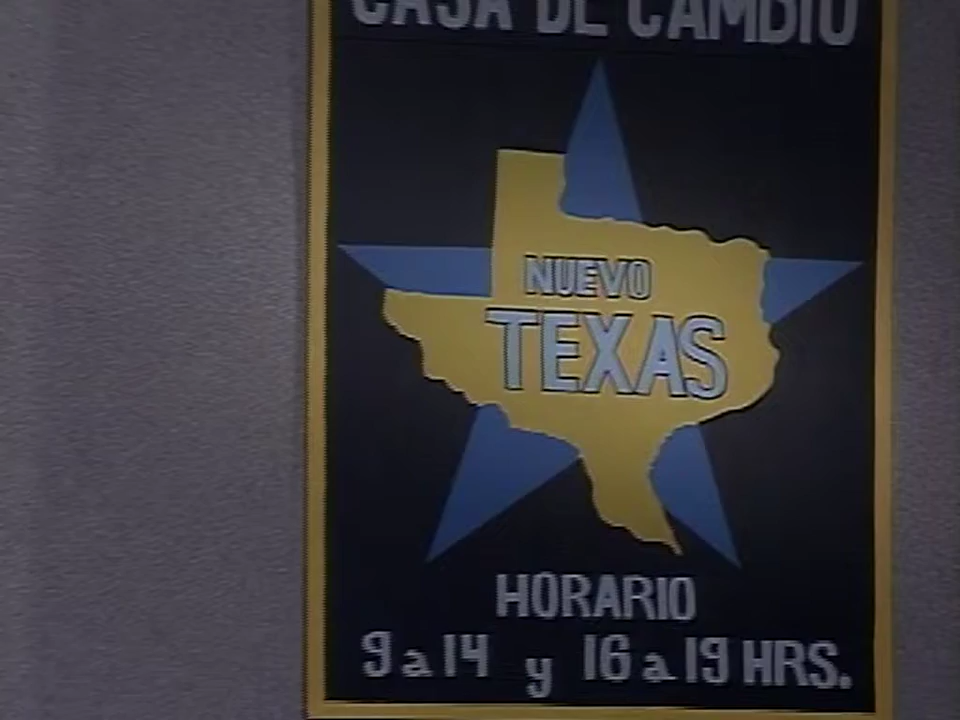 CASA DE CAMBIO
NUEVO
TEXAS
HORARIO
9 a 14 y 16 a 19 HRS.